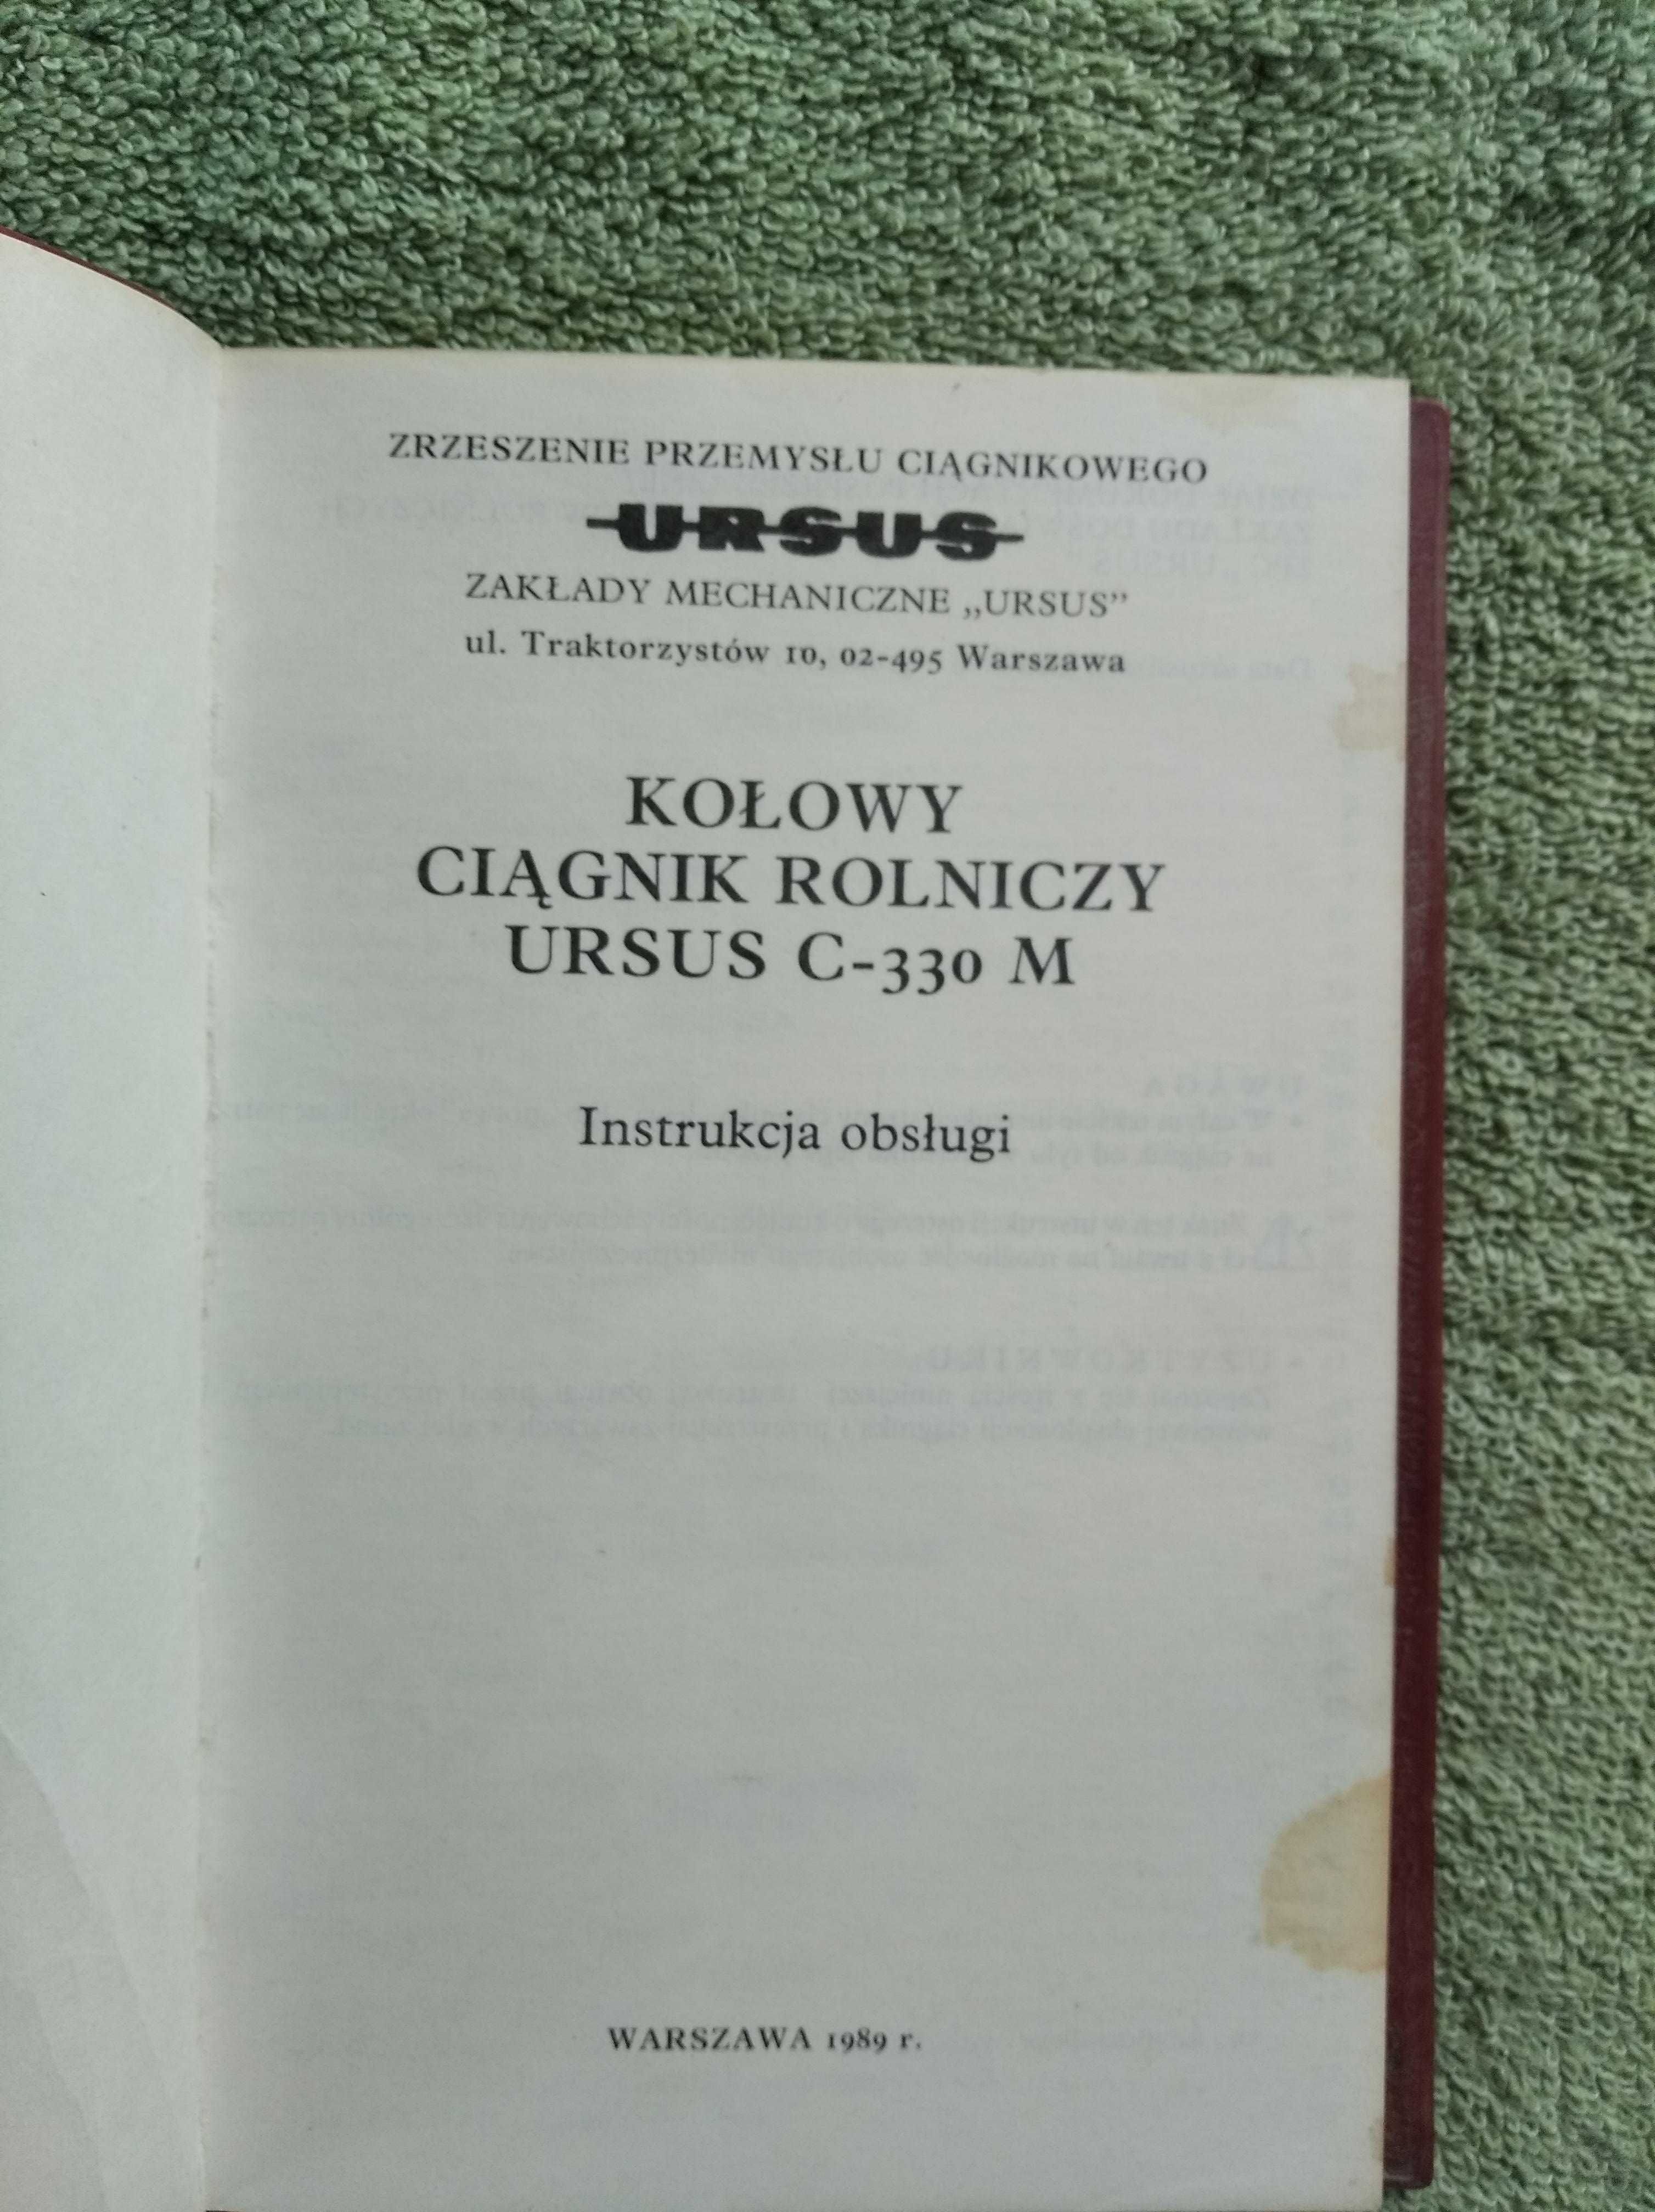 ZRZESZENIE PRZEMYSŁU CIĄGNIKOWEGO
URSUS
ZAKŁADY MECHANICZNE „URSUS”
ul. Traktorzystów 10, 02-495 Warszawa
KOŁOWY
CIĄGNIK ROLNICZY
URSUS C-330 M
Instrukcja obsługi
WARSZAWA 1989 r.